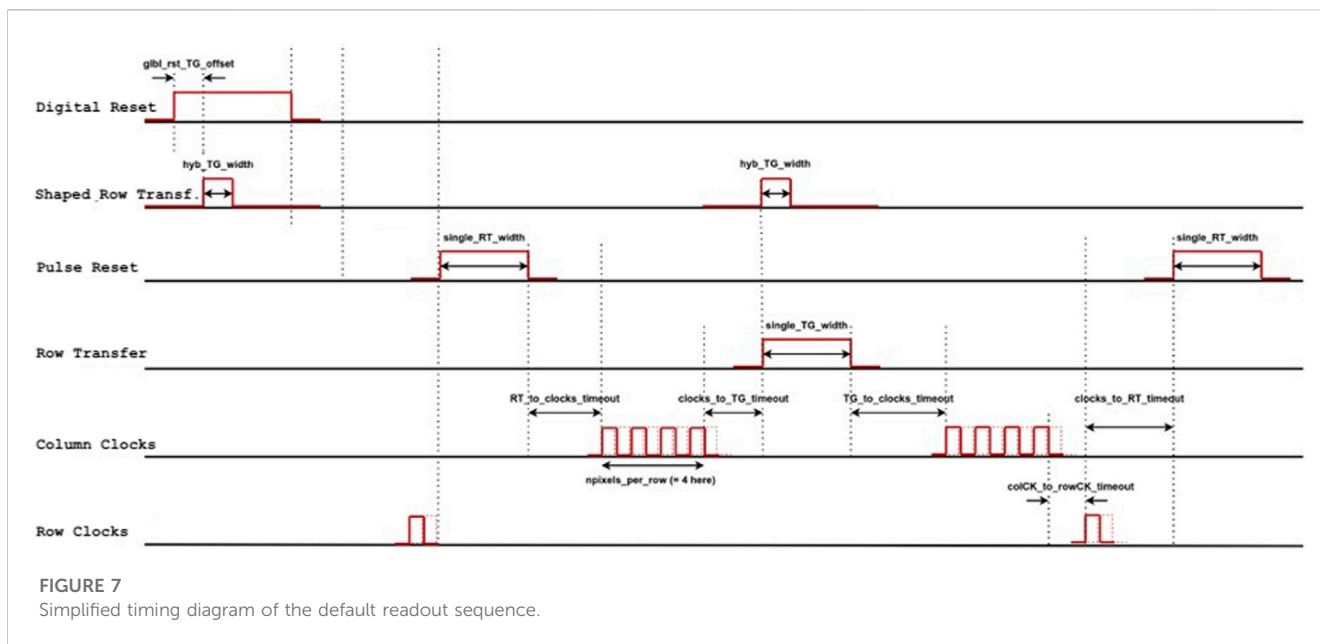 glbl_rst_TG_offset
Digital Reset
hyb_TG_width
hyb_TG_width
Shaped Row Transf.
single_RT_width
single_RT_width
Pulse Reset
single_TG_width
Row Transfer
RT_to_clocks_timeout
clocks_to_TG_timeout
TG_to_clocks_timeout
clocks_to_RT_timeout
Column Clocks
npixels_per_row (= 4 here)
colCK_to_rowCK_timeout
Row Clocks
FIGURE 7
Simplified timing diagram of the default readout sequence.